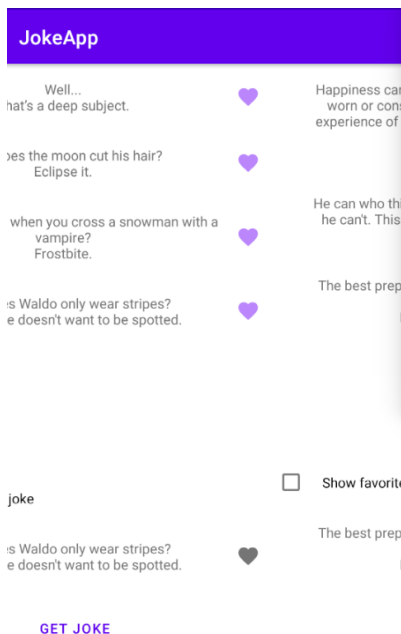 JokeApp
Well...
hat's a deep subject.
oes the moon cut his hair?
Eclipse it.
when you cross a snowman with a
vampire?
Frostbite.
s Waldo only wear stripes?
e doesn't want to be spotted.
joke
s Waldo only wear stripes?
e doesn't want to be spotted.
GET JOKE
Happiness can
worn or cons
experience of
He can who thi
he can't. This
The best prep
Show favorite
The best prep